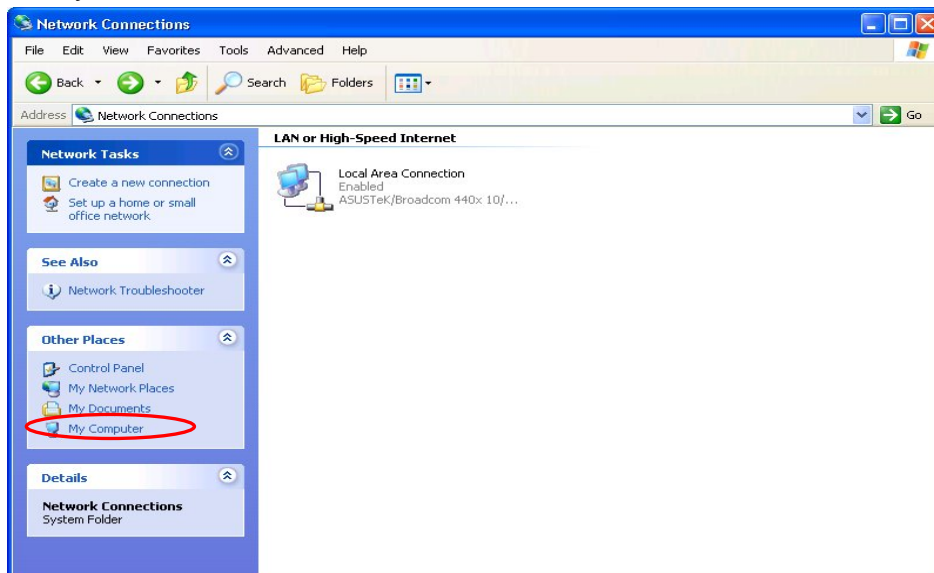 Network Connections
File Edit View Favorites Tools Advanced Help
Back Search Folders
Address Network Connections Go
Network Tasks
Create a new connection
Set up a home or small
office network
See Also
Network Troubleshooter
Other Places
Control Panel
My Network Places
My Documents
My Computer
Details
Network Connections
System Folder
LAN or High-Speed Internet
Local Area Connection
Enabled
ASUSTeK/Broadcom 440x 10/...